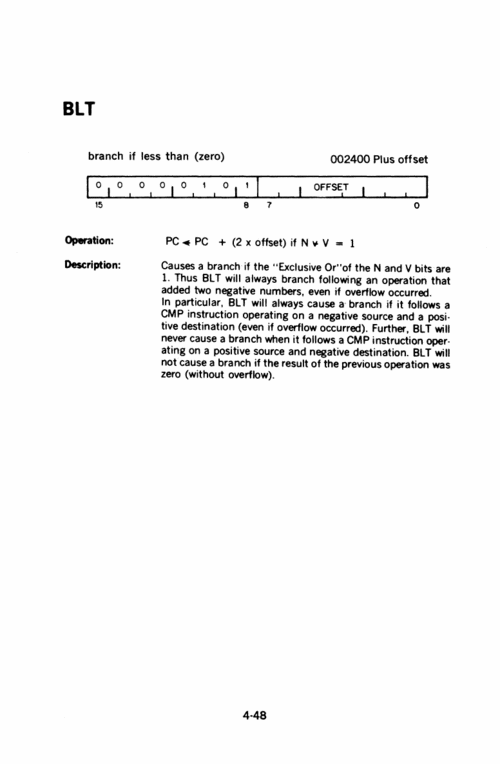 BLT
branch if less than (zero)
002400 Plus offset
0 0 0 0 0 1 0 1 OFFSET
15 8 7 0
Operation: PC ← PC + (2 x offset) if N ⊻ V = 1
Description: Causes a branch if the "Exclusive Or"of the N and V bits are
1. Thus BLT will always branch following an operation that
added two negative numbers, even if overflow occurred.
In particular, BLT will always cause a branch if it follows a
CMP instruction operating on a negative source and a posi-
tive destination (even if overflow occurred). Further, BLT will
never cause a branch when it follows a CMP instruction oper-
ating on a positive source and negative destination. BLT will
not cause a branch if the result of the previous operation was
zero (without overflow).
4-48